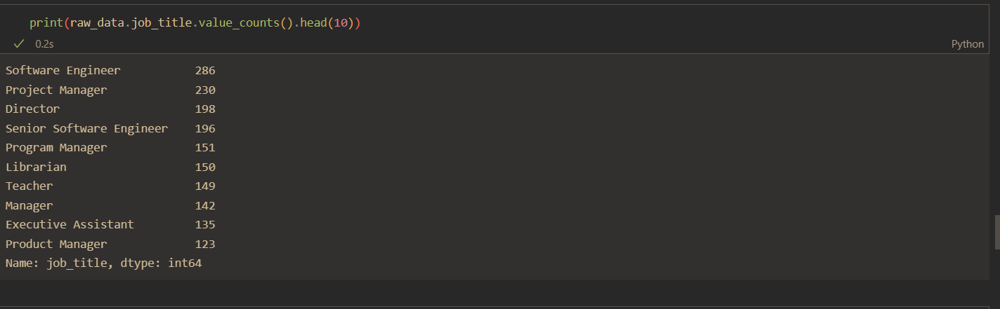 print(raw_data.job_title.value_counts().head(10))
0.2s
Python
Software Engineer 286
Project Manager 230
Director 198
Senior Software Engineer 196
Program Manager 151
Librarian 150
Teacher 149
Manager 142
Executive Assistant 135
Product Manager 123
Name: job_title, dtype: int64